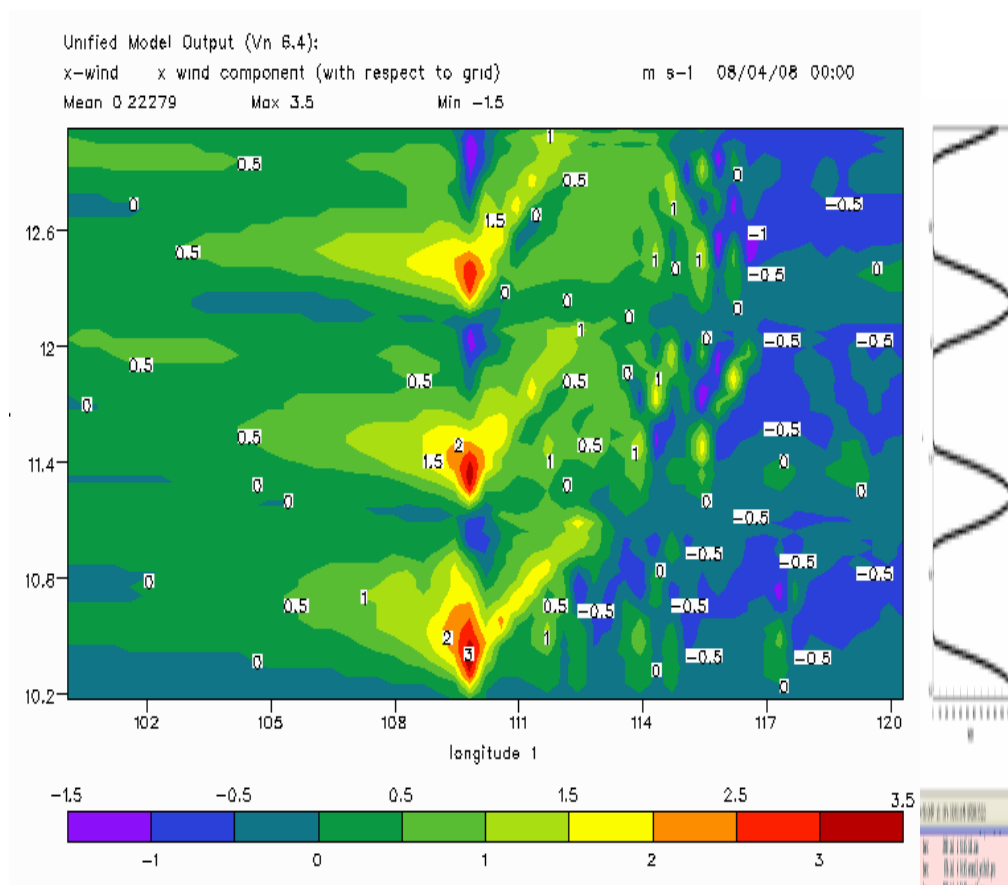 Unified Model Output (Vn 6.4):
x-wind x wind component (with respect to grid) m s-1 08/04/08 00:00
Mean 0.22279 Max 3.5 Min -1.5
1
0.5 0
0.5
0 0.5 1 -0.5
1.5 0
12.6 -1
0.5 1 0 1 0
-0.5
0 0
0 0
1 0
12 -0.5 -0.5
0.5 0
0.5 0.5 1
0
0.5 -0.5
2 0.5
11.4 1.5 1 1 0
0 0 0
0 0
-0.5
-0.5 -0.5
10.8 0 0 -0.5
1
0.5 0.5 -0.5 -0.5
2 1
3
0 -0.5 -0.5
0
10.2 0
102 105 108 111 114 117 120
longitude 1
-1.5 -0.5 0.5 1.5 2.5 3.5
-1 0 1 2 3